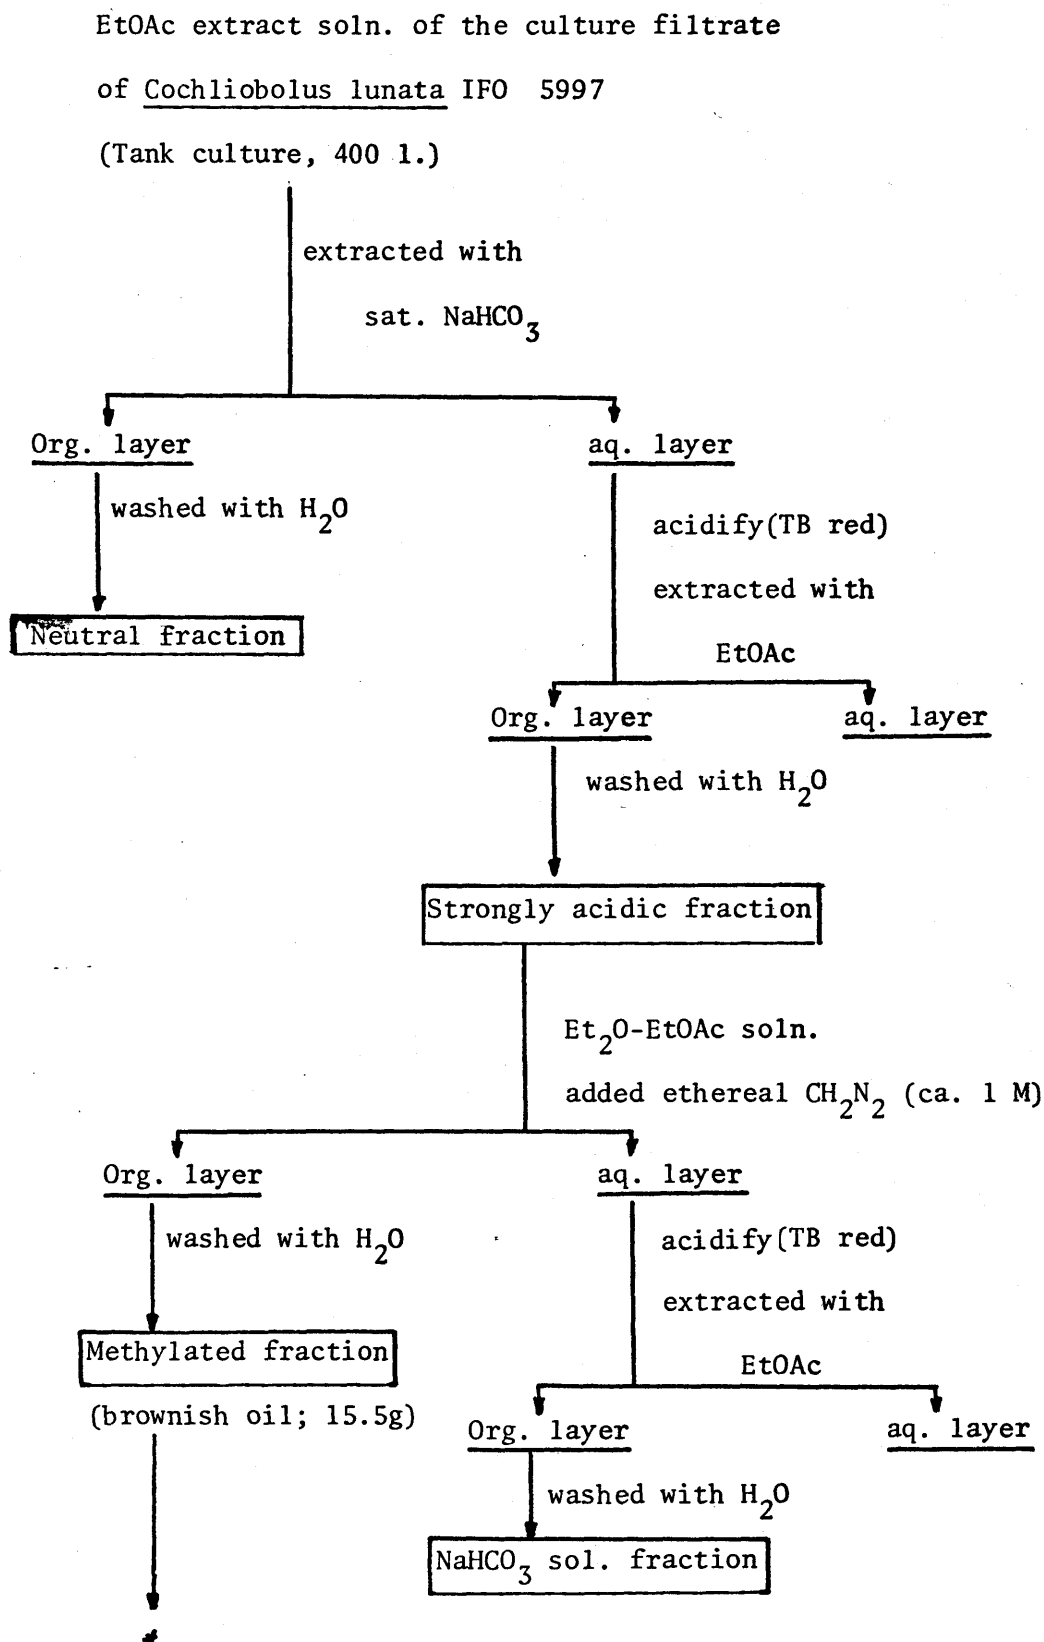 EtOAc extract soln. of the culture filtrate
of Cochliobolus lunata IFO 5997
(Tank culture, 400 l.)
extracted with
sat. NaHCO3
Org. layer
aq. layer
washed with H2O
acidify(TB red)
extracted with
EtOAc
Neutral fraction
Org. layer
aq. layer
washed with H2O
Strongly acidic fraction
Et2O-EtOAc soln.
added ethereal CH2N2 (ca. 1 M)
Org. layer
aq. layer
washed with H2O
acidify(TB red)
extracted with
EtOAc
Methylated fraction
(brownish oil; 15.5g)
Org. layer
aq. layer
washed with H2O
NaHCO3 sol. fraction
*